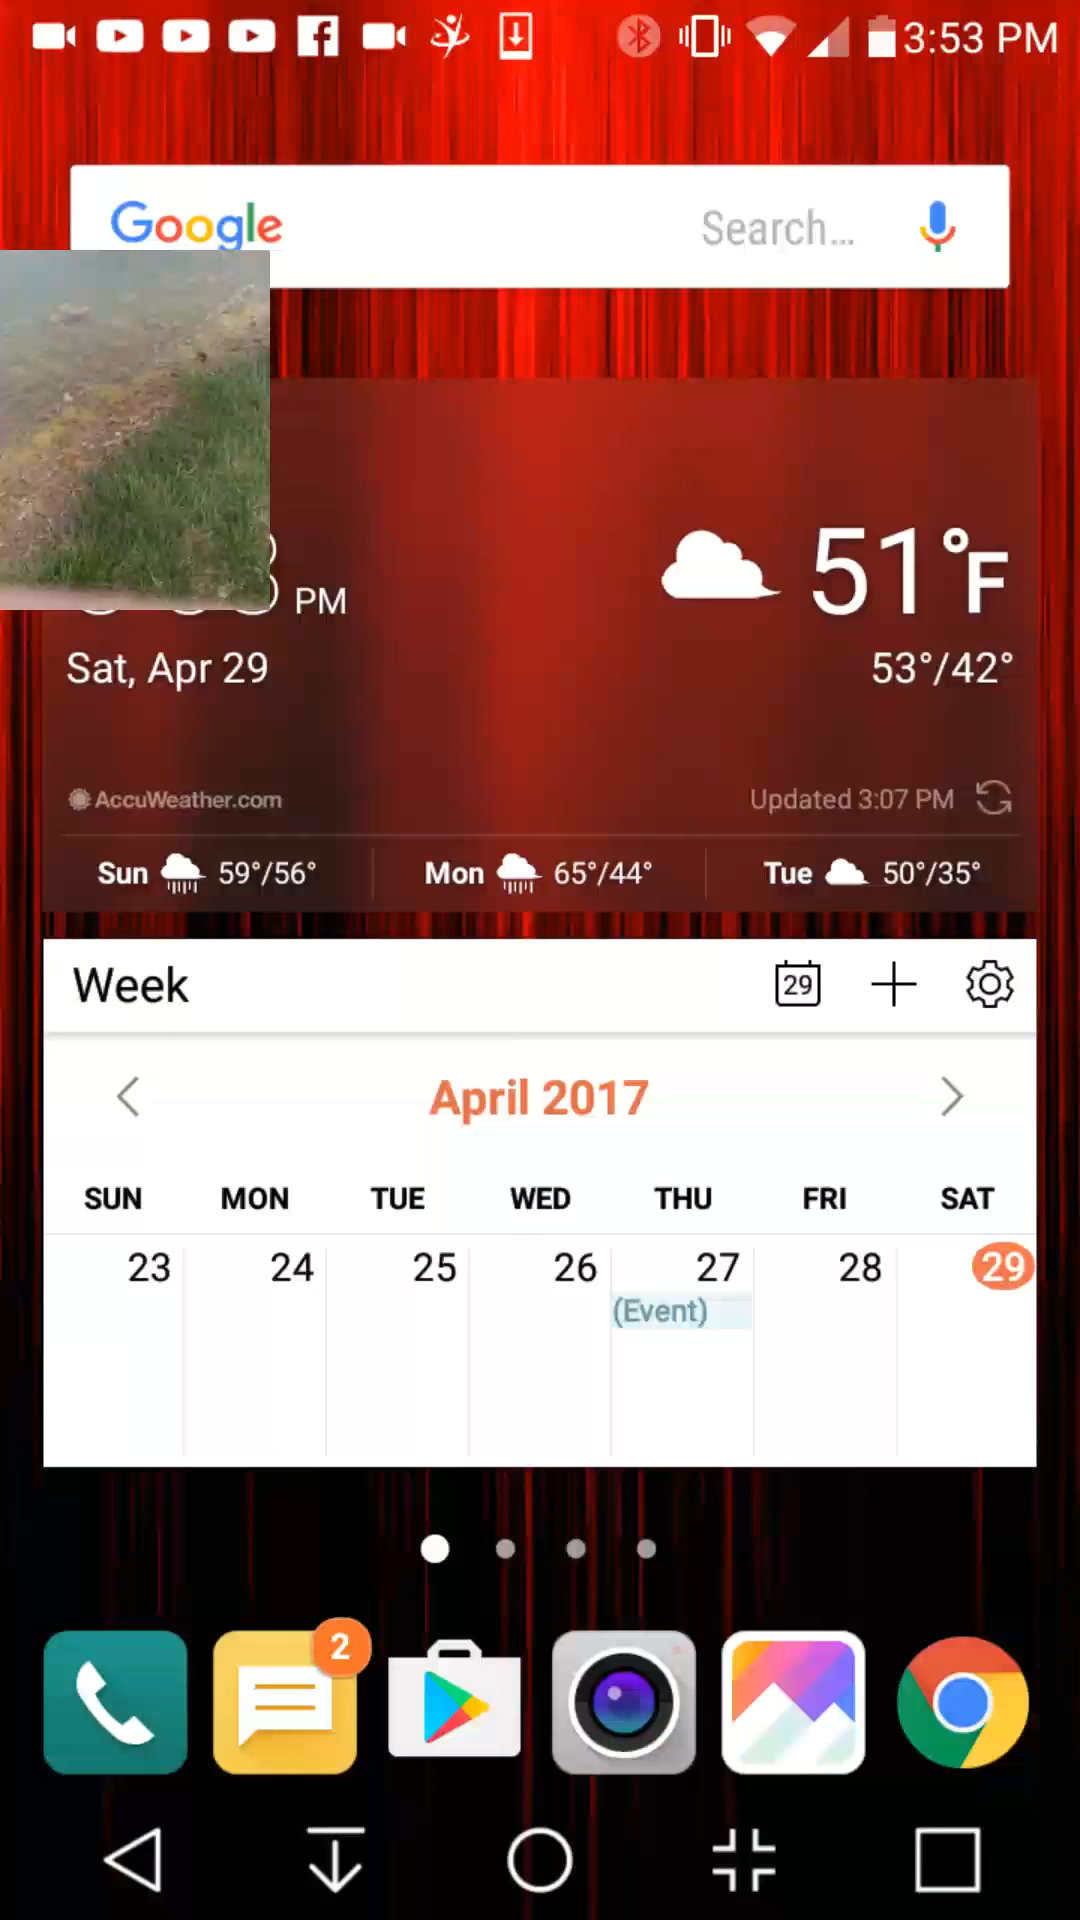 3:53 PM
Google Search...
PM
51°F
Sat, Apr 29
53°/42°
AccuWeather.com
Updated 3:07 PM
Sun 59°/56° Mon 65°/44° Tue 50°/35°
Week 29
April 2017
SUN MON TUE WED THU FRI SAT
23 24 25 26 27 28 29
(Event)
2